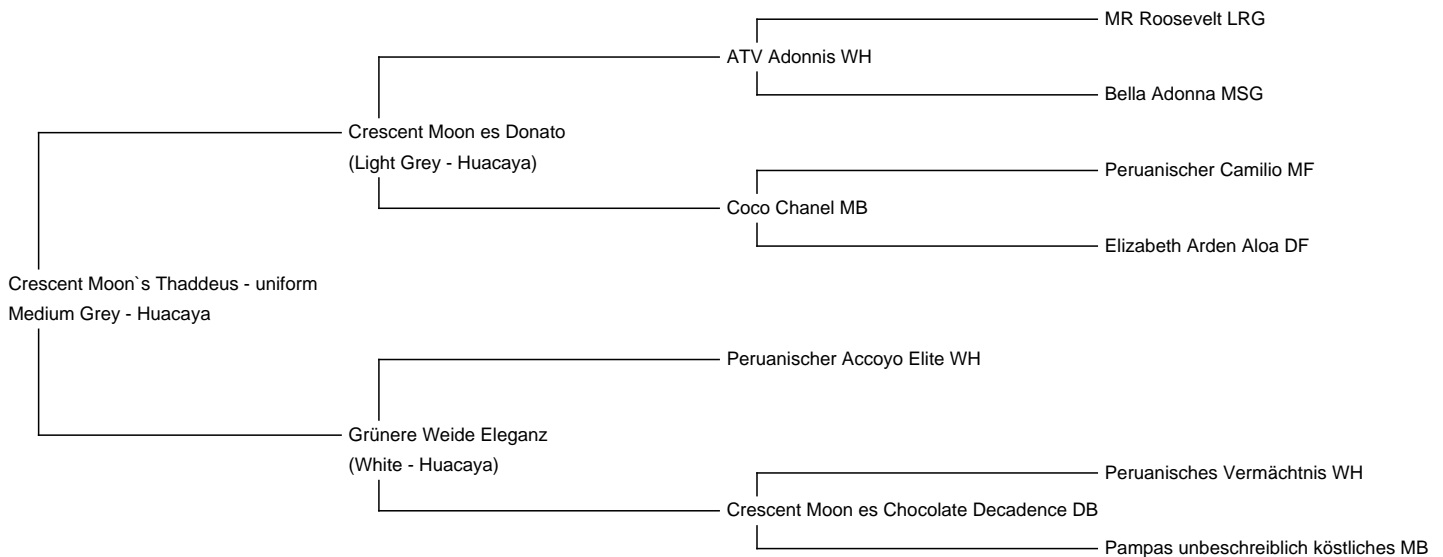 MR Roosevelt LRG
ATV Adonnis WH
Bella Adonna MSG
Crescent Moon es Donato
(Light Grey - Huacaya)
Peruanischer Camilio MF
Coco Chanel MB
Elizabeth Arden Aloa DF
Crescent Moon`s Thaddeus - uniform
Medium Grey - Huacaya
Peruanischer Accoyo Elite WH
Grünere Weide Eleganz
(White - Huacaya)
Peruanisches Vermächtnis WH
Crescent Moon es Chocolate Decadence DB
Pampas unbeschreiblich köstliches MB